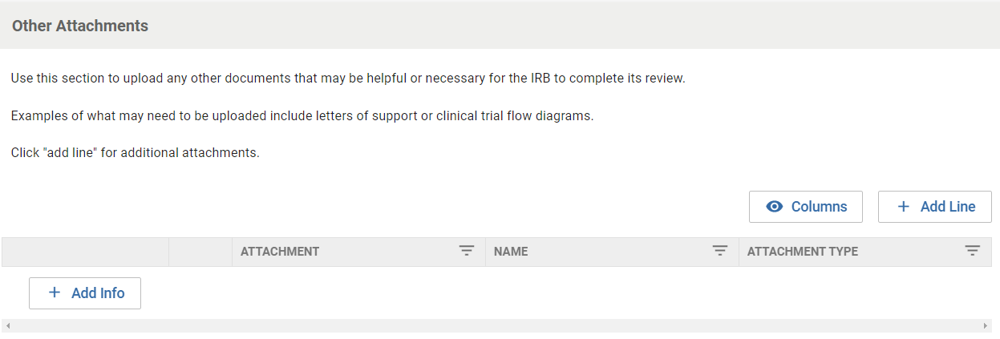 Other Attachments
Use this section to upload any other documents that may be helpful or necessary for the IRB to complete its review.
Examples of what may need to be uploaded include letters of support or clinical trial flow diagrams.
Click "add line" for additional attachments.
Columns
+ Add Line
ATTACHMENT
NAME
ATTACHMENT TYPE
+ Add Info